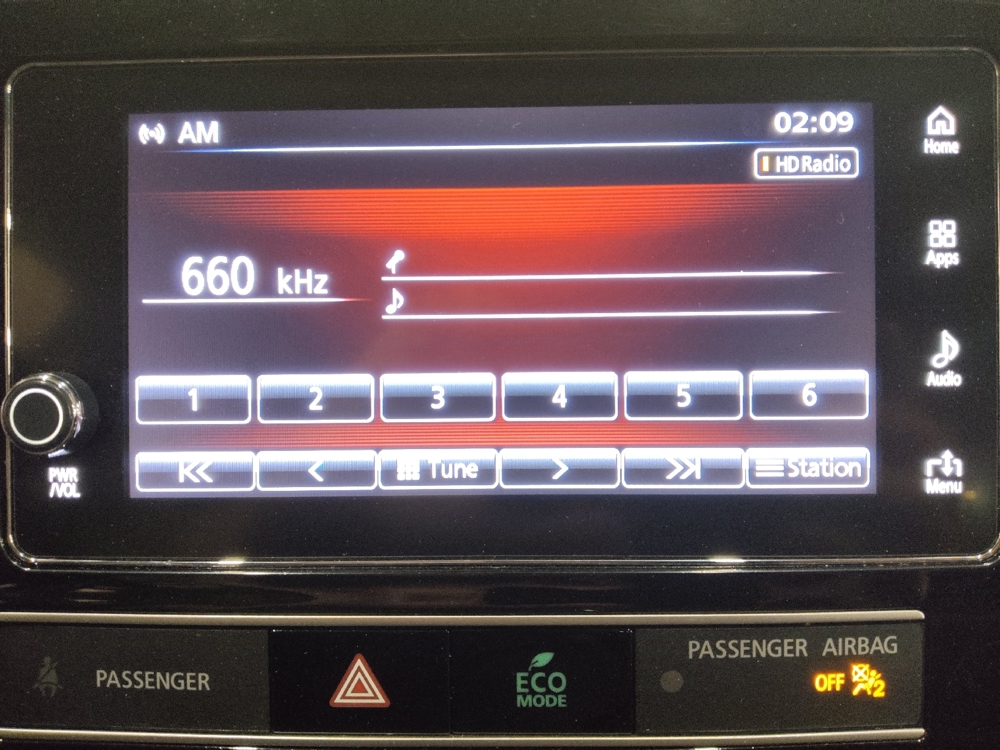 AM
02:09
HD Radio
Home
660 kHz
Apps
Audio
1 2 3 4 5 6
Tune
Station
Menu
PWR
/VOL
PASSENGER
ECO
MODE
PASSENGER AIRBAG
OFF 2